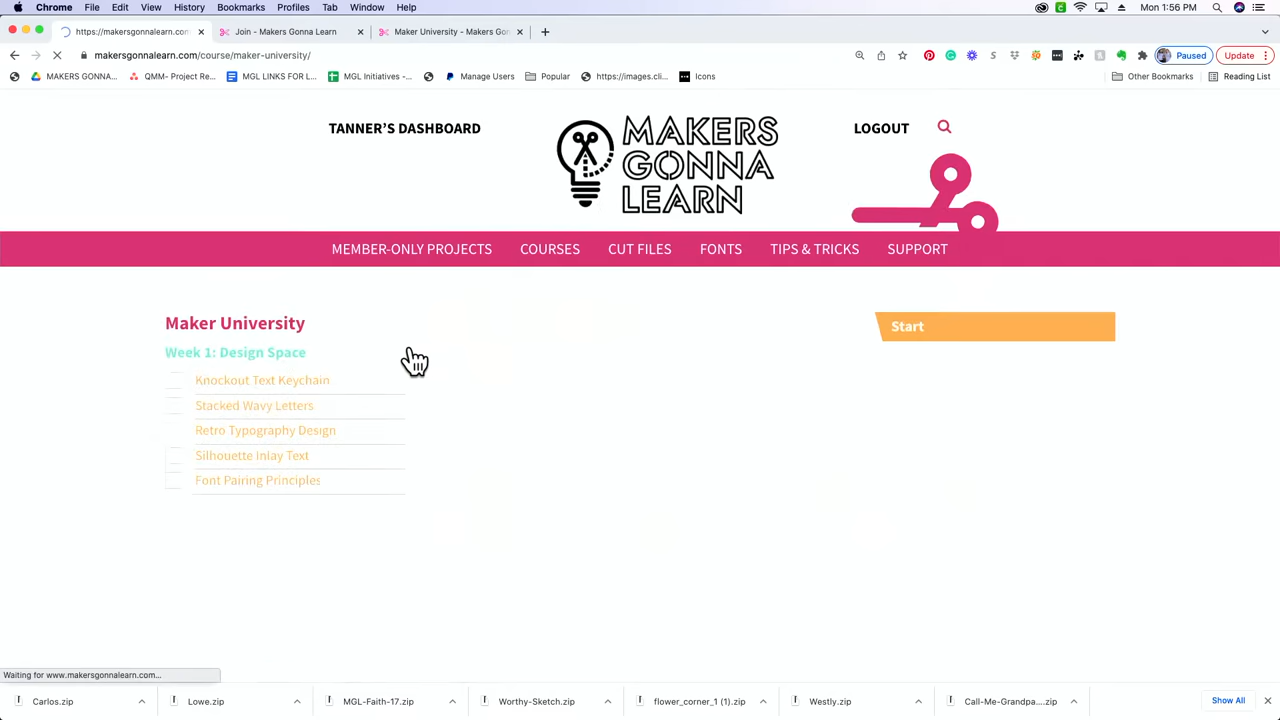 Chrome File Edit View History Bookmarks Profiles Tab Window Help Mon 1:56 PM
https://makersgonnalearn.com Join - Makers Gonna Learn Maker University - Makers Gon
makersgonnalearn.com/course/maker-university/ Paused Update
MAKERS GONNA... QMM- Project Re... MGL LINKS FOR L... MGL Initiatives -... Manage Users Popular https://images.cli... Icons Other Bookmarks Reading List
TANNER'S DASHBOARD
MAKERS
GONNA
LEARN
LOGOUT
MEMBER-ONLY PROJECTS COURSES CUT FILES FONTS TIPS & TRICKS SUPPORT
Maker University
Start
Week 1: Design Space
Knockout Text Keychain
Stacked Wavy Letters
Retro Typography Design
Silhouette Inlay Text
Font Pairing Principles
Waiting for www.makersgonnalearn.com...
Carlos.zip Lowe.zip MGL-Faith-17.zip Worthy-Sketch.zip flower_corner_1 (1).zip Westly.zip Call-Me-Grandpa....zip Show All